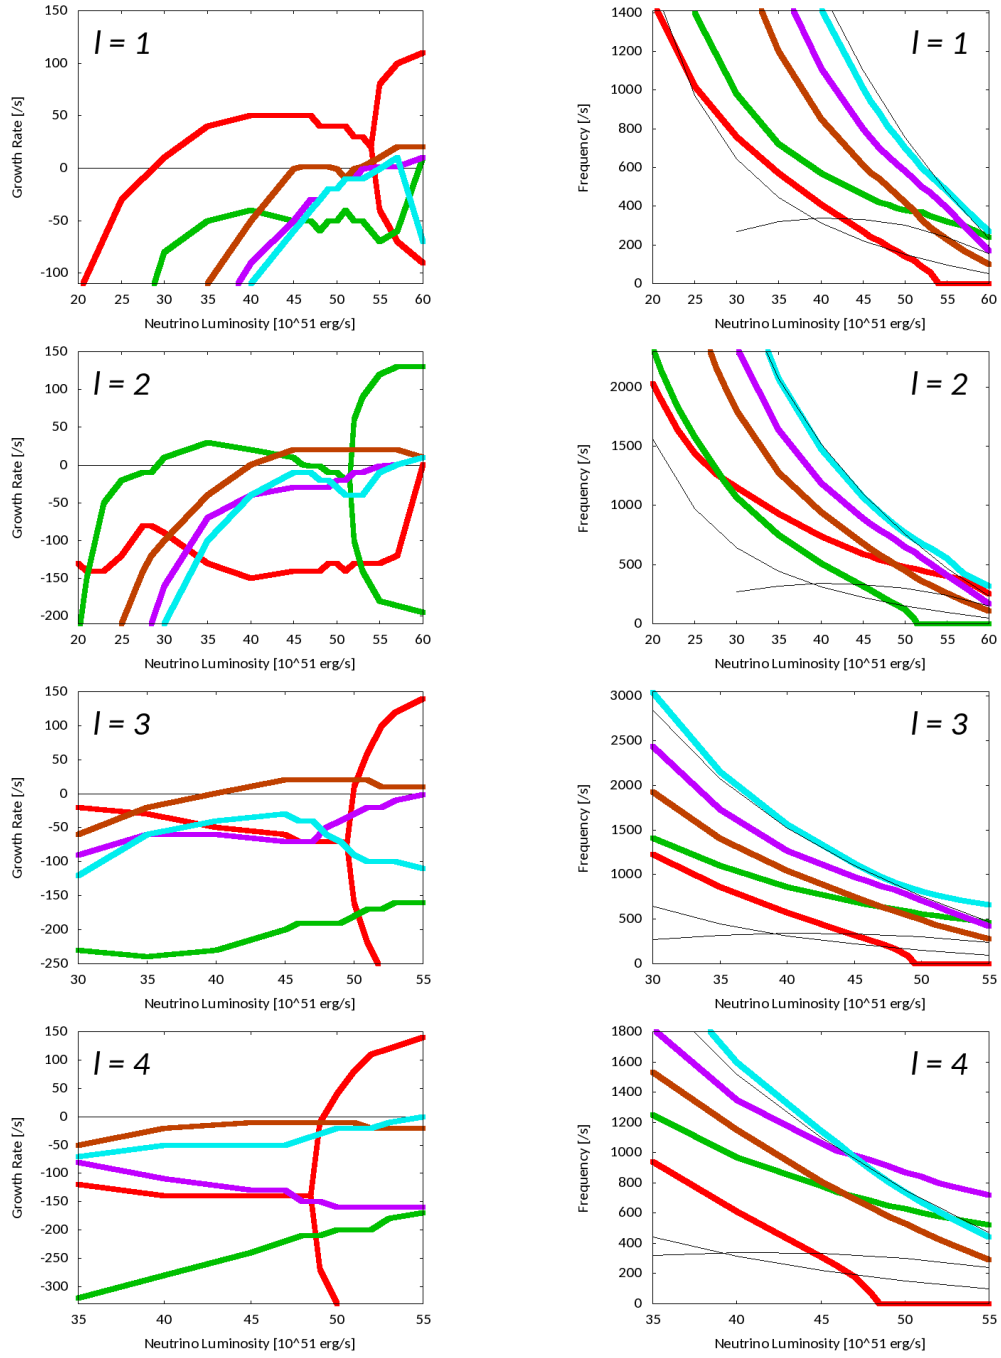 l = 1
Growth Rate [/s]
150
100
50
0
-50
-100
20 25 30 35 40 45 50 55 60
Neutrino Luminosity [10^51 erg/s]
l = 1
Frequency [/s]
1400
1200
1000
800
600
400
200
0
20 25 30 35 40 45 50 55 60
Neutrino Luminosity [10^51 erg/s]
l = 2
Growth Rate [/s]
150
100
50
0
-50
-100
-150
-200
20 25 30 35 40 45 50 55 60
Neutrino Luminosity [10^51 erg/s]
l = 2
Frequency [/s]
2000
1500
1000
500
0
20 25 30 35 40 45 50 55 60
Neutrino Luminosity [10^51 erg/s]
l = 3
Growth Rate [/s]
150
100
50
0
-50
-100
-150
-200
-250
30 35 40 45 50 55
Neutrino Luminosity [10^51 erg/s]
l = 3
Frequency [/s]
3000
2500
2000
1500
1000
500
0
30 35 40 45 50 55
Neutrino Luminosity [10^51 erg/s]
l = 4
Growth Rate [/s]
150
100
50
0
-50
-100
-150
-200
-250
-300
35 40 45 50 55
Neutrino Luminosity [10^51 erg/s]
l = 4
Frequency [/s]
1800
1600
1400
1200
1000
800
600
400
200
0
35 40 45 50 55
Neutrino Luminosity [10^51 erg/s]